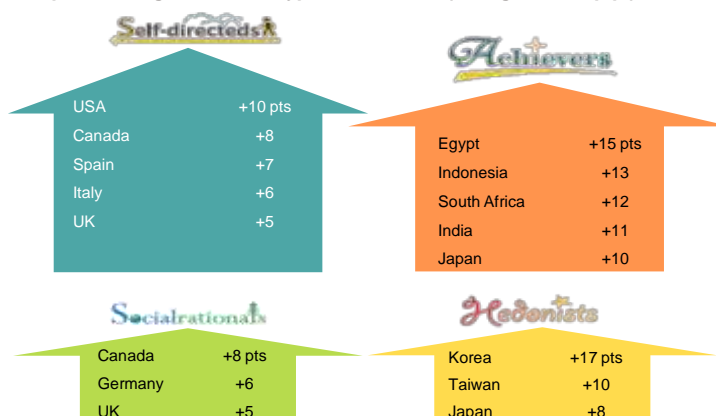 Self-directeds
USA +10 pts
Canada +8
Spain +7
Italy +6
UK +5
Achievers
Egypt +15 pts
Indonesia +13
South Africa +12
India +11
Japan +10
Socialrationals
Canada +8 pts
Germany +6
UK +5
Hedonists
Korea +17 pts
Taiwan +10
Japan +8